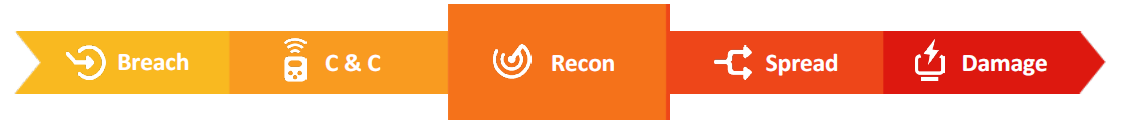 Breach
C & C
Recon
Spread
Damage